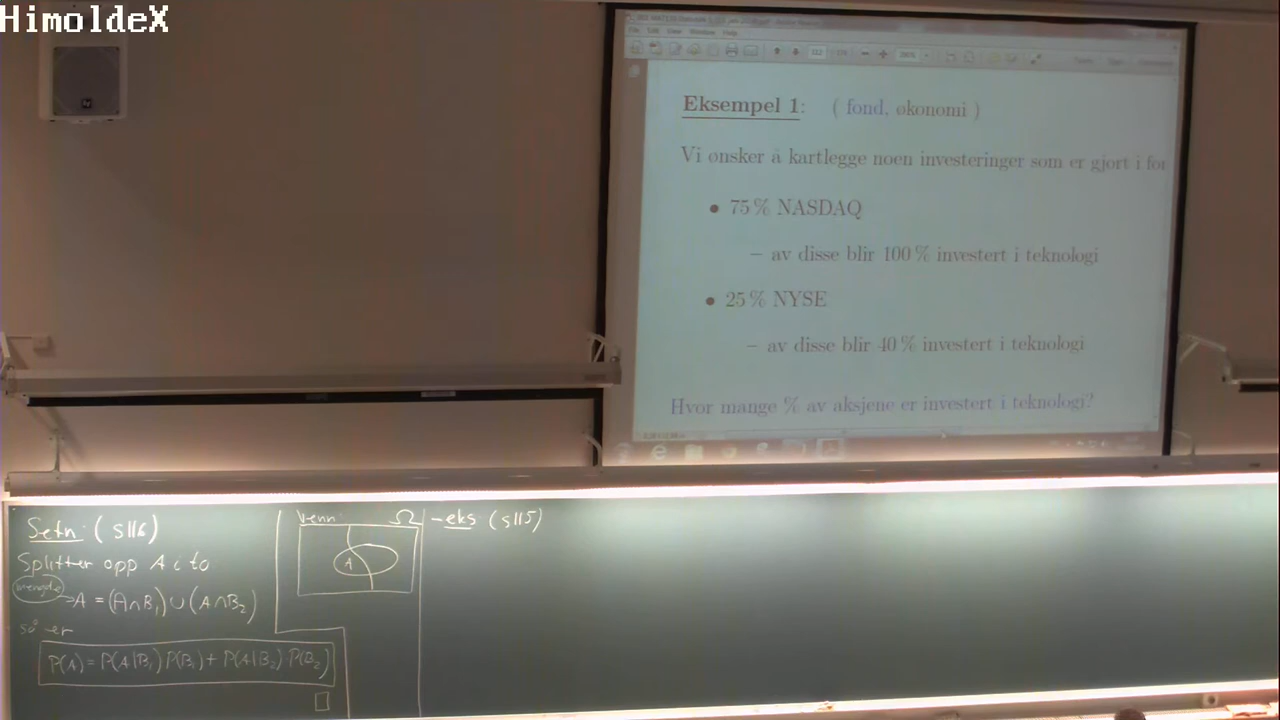 HimoldeX
Eksempel 1: ( fond, økonomi )
Vi ønsker å kartlegge noen investeringer som er gjort i for
• 75 % NASDAQ
– av disse blir 100 % investert i teknologi
• 25 % NYSE
– av disse blir 40 % investert i teknologi
Hvor mange % av aksjene er investert i teknologi?
Setn: (s116)
Splitter opp A i to
mengde → A = (A∩B₁) ∪ (A∩B₂)
så er
P(A) = P(A|B₁) P(B₁) + P(A|B₂) · P(B₂)
Venn: Ω
A
- eks (s115)